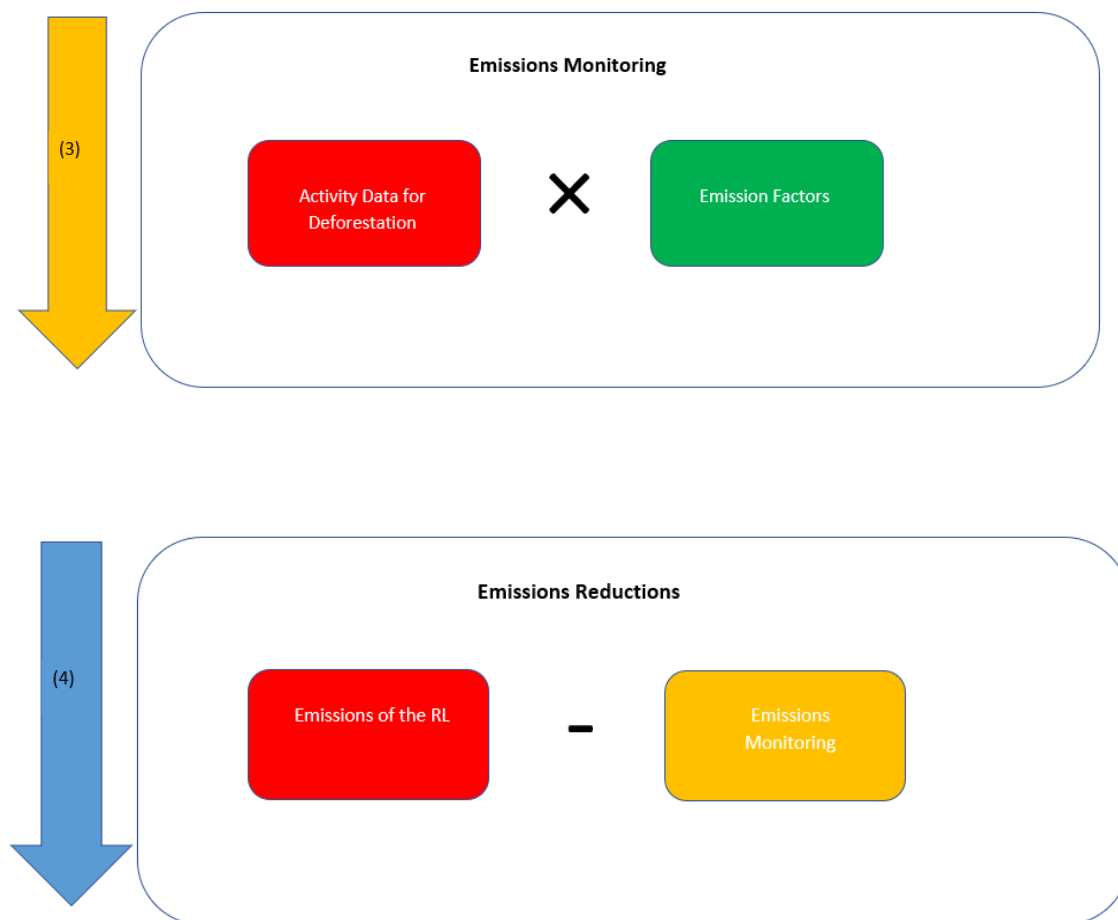 Emissions Monitoring
(3)
Activity Data for
Deforestation
×
Emission Factors
Emissions Reductions
(4)
Emissions of the RL
-
Emissions
Monitoring